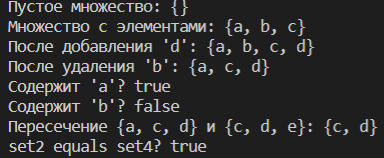 Пустое множество: {}
Множество с элементами: {a, b, c}
После добавления 'd': {a, b, c, d}
После удаления 'b': {a, c, d}
Содержит 'a'? true
Содержит 'b'? false
Пересечение {a, c, d} и {c, d, e}: {c, d}
set2 equals set4? true